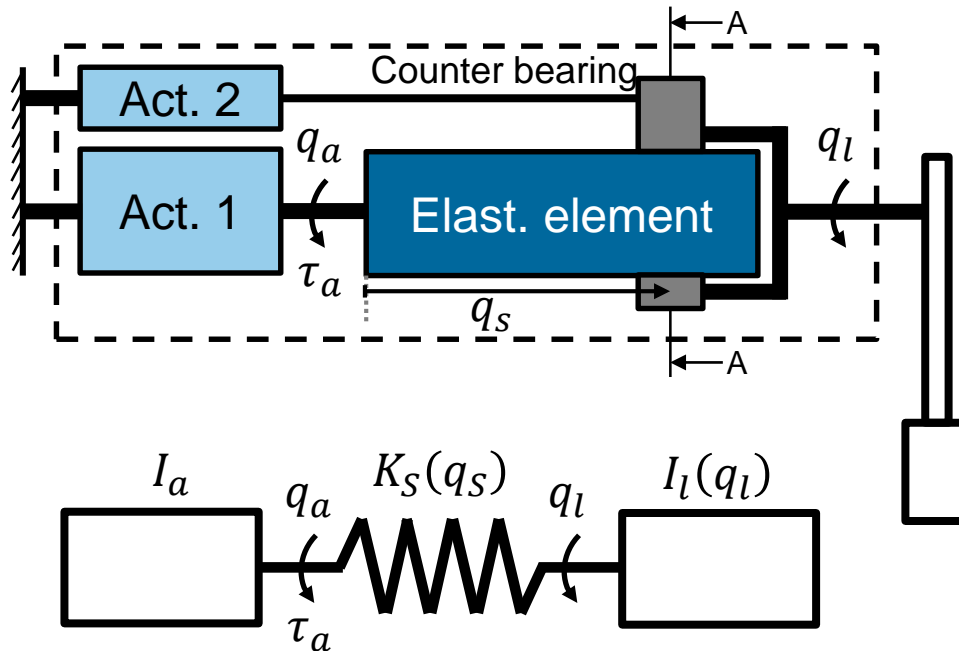 A
Counter bearing
Act. 2
q_a
q_l
Act. 1
Elast. element
τ_a
q_s
A
I_a
K_S(q_S)
I_l(q_l)
q_a
q_l
τ_a